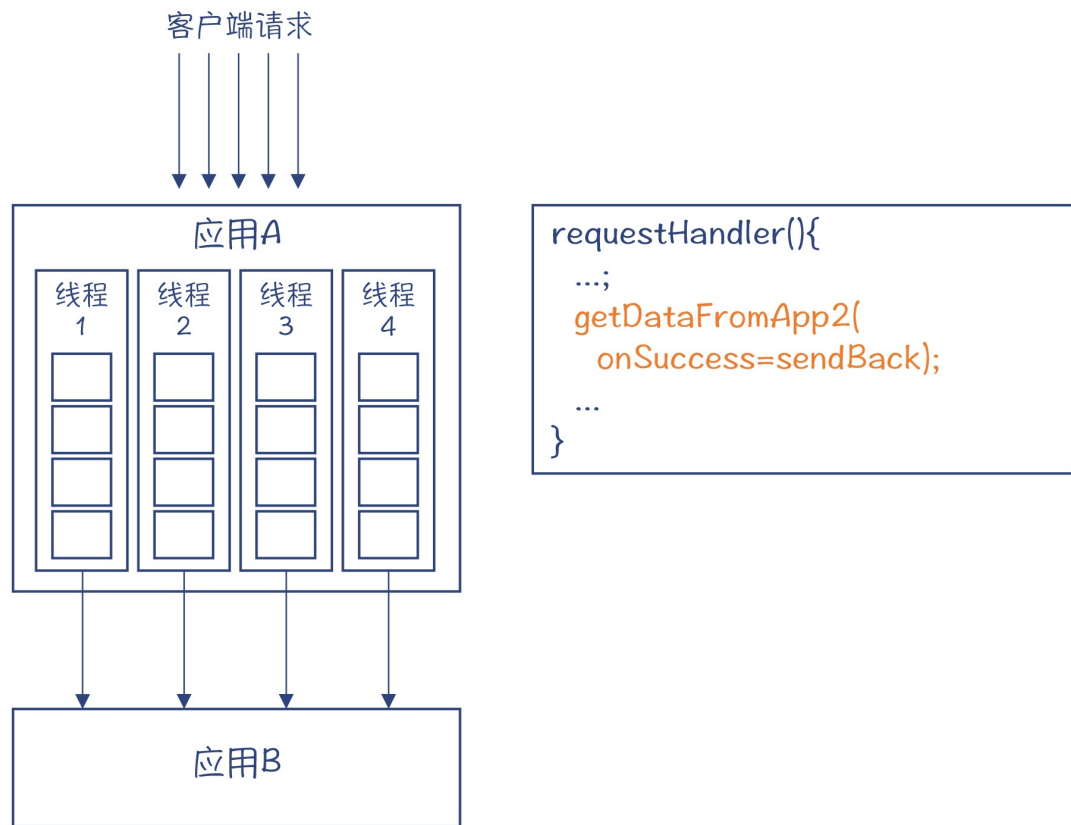 客户端请求
应用A
线程
1
线程
2
线程
3
线程
4
应用B
requestHandler(){
...;
getDataFromApp2(
onSuccess=sendBack);
...
}